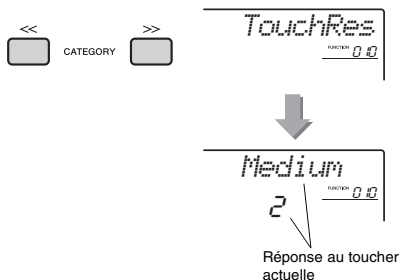 << CATEGORY >>
TouchRes
FUNCTION 010
Medium
FUNCTION 010
2
Réponse au toucher
actuelle